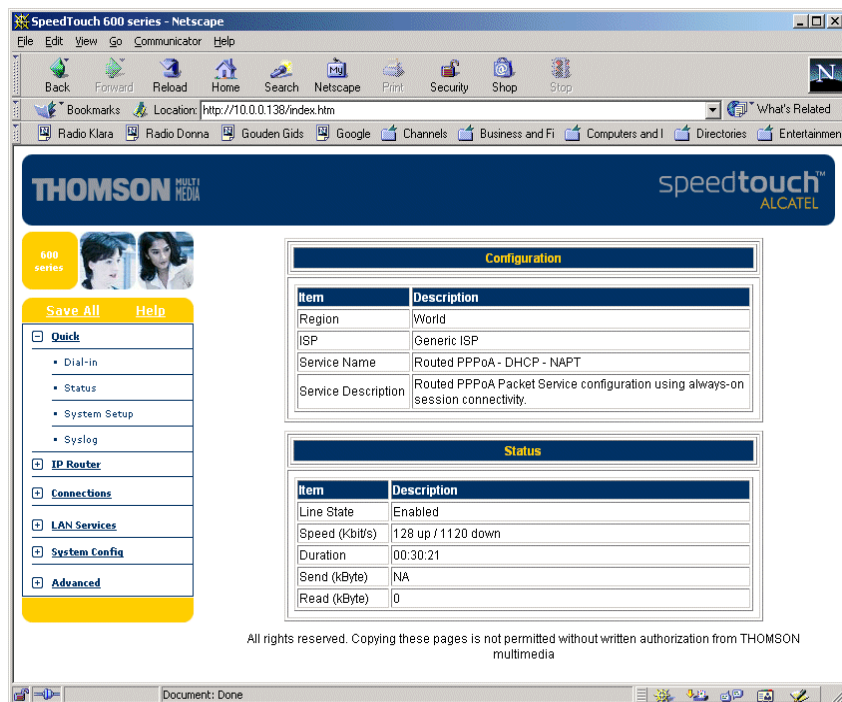 SpeedTouch 600 series - Netscape
File Edit View Go Communicator Help
Back Forward Reload Home Search Netscape Print Security Shop Stop
My
N
Bookmarks Location: http://10.0.0.138/index.htm What's Related
Radio Klara Radio Donna Gouden Gids Google Channels Business and Fi Computers and I Directories Entertainmen
THOMSON MULTI MEDIA
speedtouch™
ALCATEL
600 series
Save All Help
Quick
Dial-in
Status
System Setup
Syslog
IP Router
Connections
LAN Services
System Config
Advanced
Configuration
Item Description
Region World
ISP Generic ISP
Service Name Routed PPPoA - DHCP - NAPT
Service Description Routed PPPoA Packet Service configuration using always-on
session connectivity.
Status
Item Description
Line State Enabled
Speed (Kbit/s) 128 up / 1120 down
Duration 00:30:21
Send (kByte) NA
Read (kByte) 0
All rights reserved. Copying these pages is not permitted without written authorization from THOMSON
multimedia
Document: Done